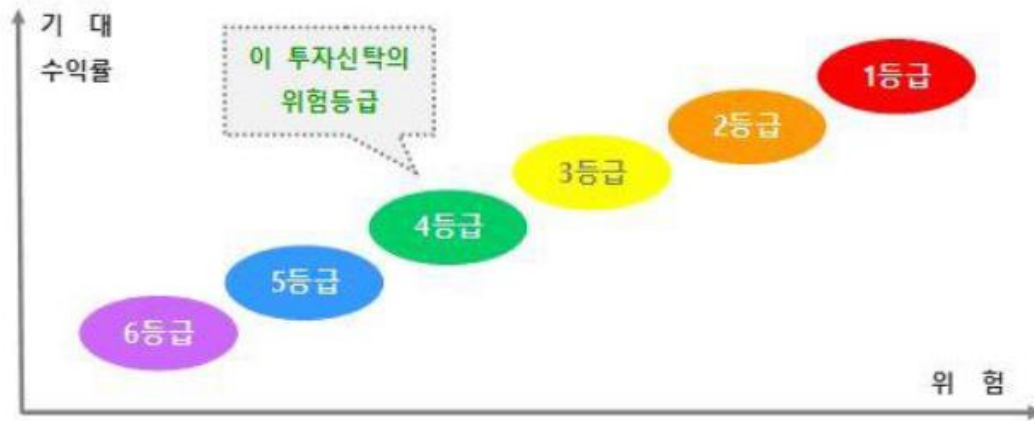 기 대
수익률
이 투자신탁의
위험등급
1등급
2등급
3등급
4등급
5등급
6등급
위 험